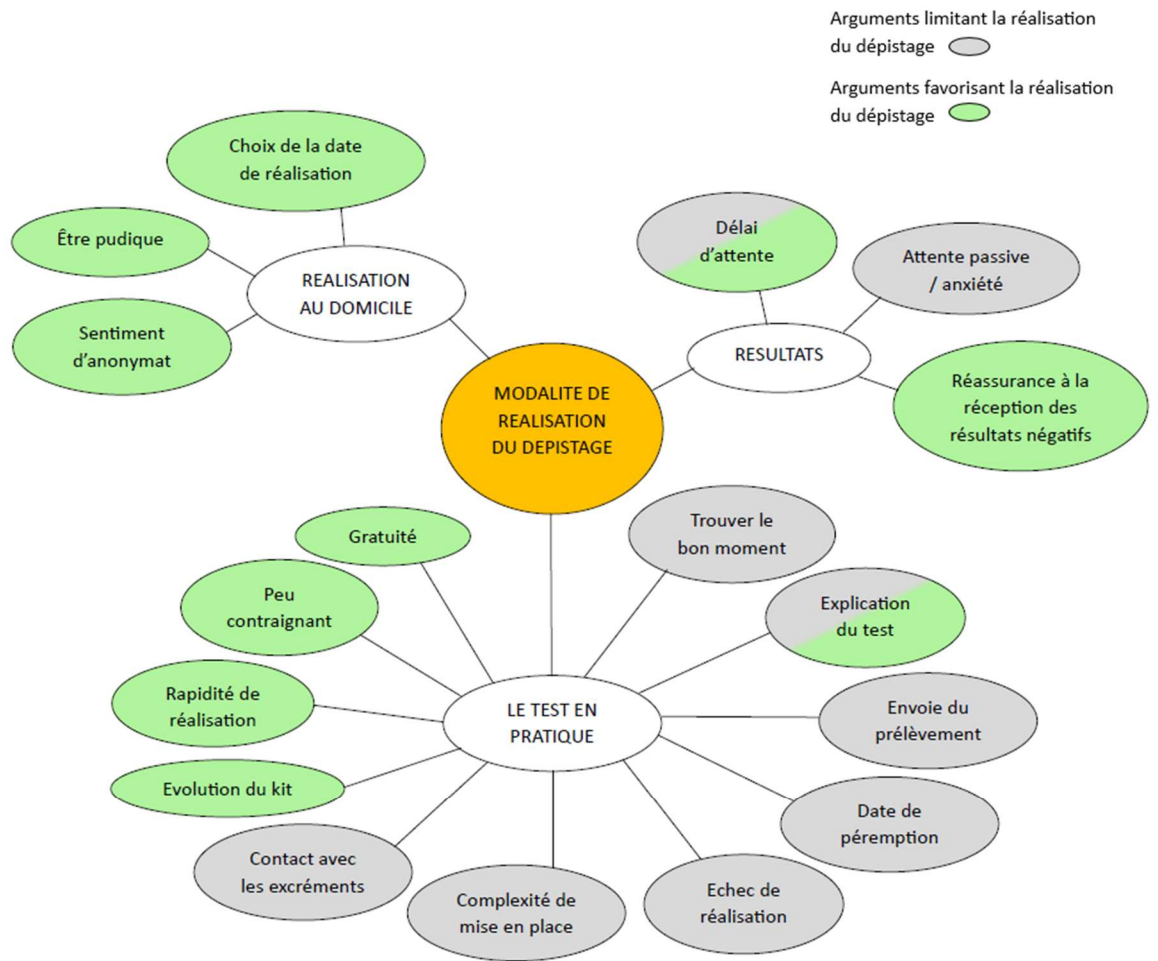 Arguments limitant la réalisation
du dépistage
Arguments favorisant la réalisation
du dépistage
Choix de la date
de réalisation
Être pudique
Sentiment
d'anonymat
REALISATION
AU DOMICILE
Délai
d'attente
Attente passive
/ anxiété
RESULTATS
Réassurance à la
réception des
résultats négatifs
MODALITE DE
REALISATION
DU DEPISTAGE
Gratuité
Trouver le
bon moment
Peu
contraignant
Explication
du test
Rapidité de
réalisation
LE TEST EN
PRATIQUE
Envoie du
prélèvement
Evolution du kit
Date de
péremption
Contact avec
les excréments
Complexité de
mise en place
Echec de
réalisation